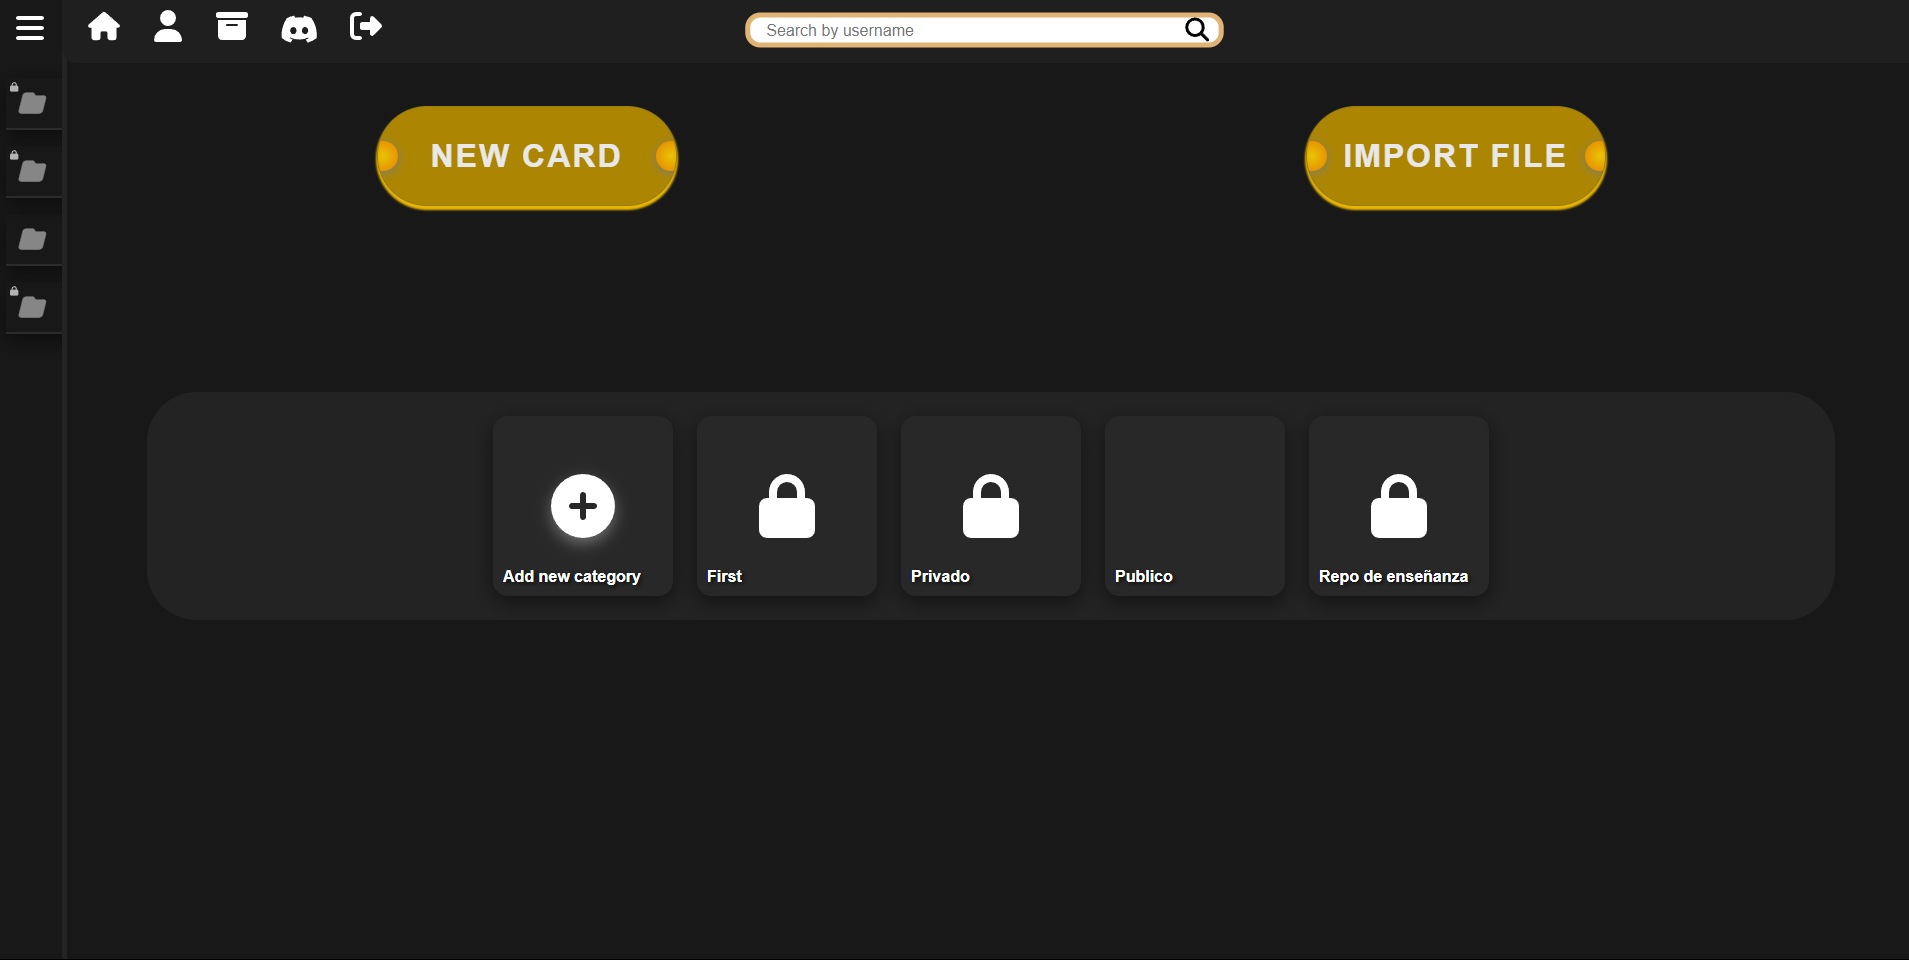 Search by username
NEW CARD
IMPORT FILE
Add new category
First
Privado
Publico
Repo de enseñanza